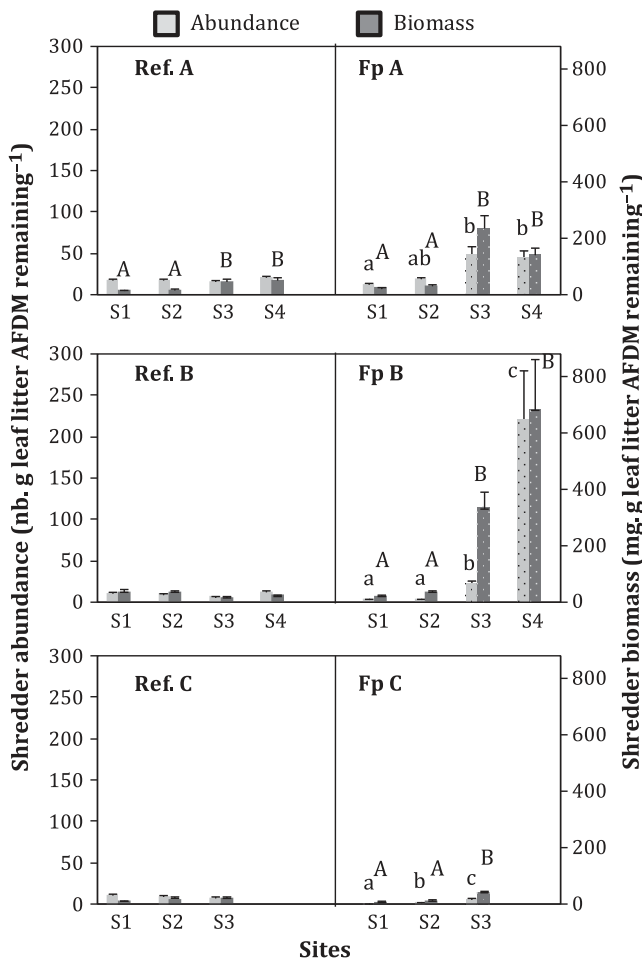 Abundance Biomass
Shredder abundance (nb. g leaf litter AFDM remaining⁻¹)
Shredder biomass (mg. g leaf litter AFDM remaining⁻¹)
Ref. A Fp A
300
250
200
150
100
50
0
800
600
400
200
0
A A B B
a A ab A b B b B
S1 S2 S3 S4 S1 S2 S3 S4
Ref. B Fp B
300
250
200
150
100
50
0
800
600
400
200
0
a A a A b B c B
S1 S2 S3 S4 S1 S2 S3 S4
Ref. C Fp C
300
250
200
150
100
50
0
800
600
400
200
0
a A b A c B
S1 S2 S3 S1 S2 S3
Sites